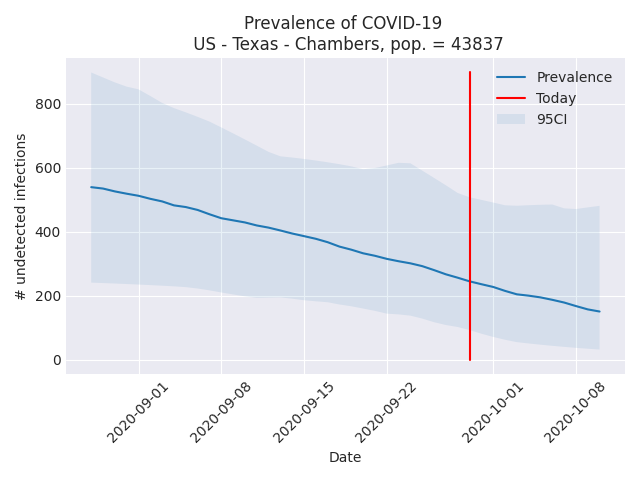 Prevalence of COVID-19
US - Texas - Chambers, pop. = 43837
Prevalence
Today
95CI
# undetected infections
800
600
400
200
0
2020-09-01
2020-09-08
2020-09-15
2020-09-22
2020-10-01
2020-10-08
Date